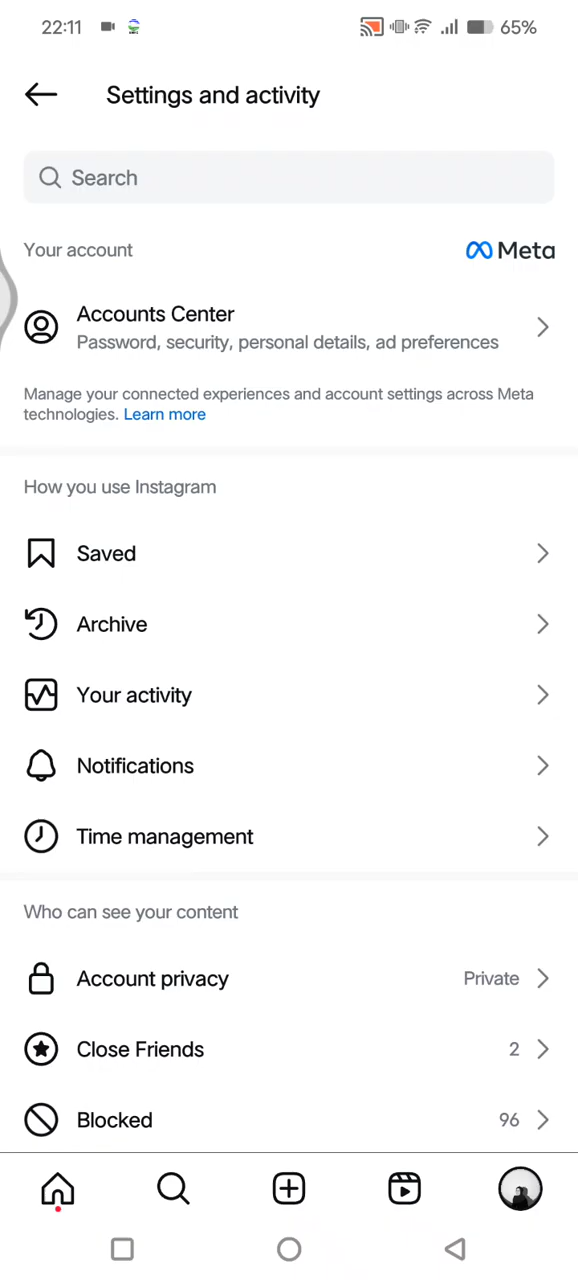 22:11 65%
Settings and activity
Search
Your account Meta
Accounts Center
Password, security, personal details, ad preferences
Manage your connected experiences and account settings across Meta
technologies. Learn more
How you use Instagram
Saved
Archive
Your activity
Notifications
Time management
Who can see your content
Account privacy Private
Close Friends 2
Blocked 96